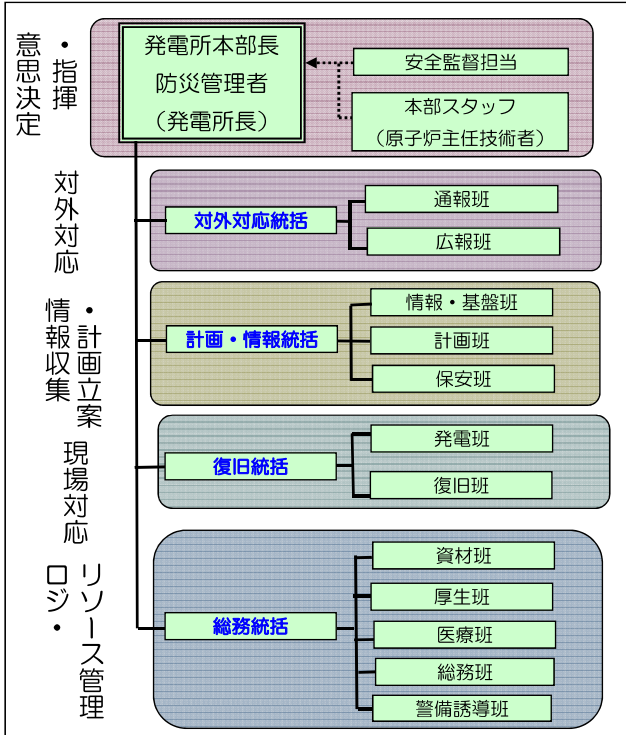 意思決定
・指揮
発電所本部長
防災管理者
（発電所長）
安全監督担当
本部スタッフ
（原子炉主任技術者）
対外対応
対外対応統括
通報班
広報班
情報収集
・計画立案
計画・情報統括
情報・基盤班
計画班
保安班
現場対応
復旧統括
発電班
復旧班
ロジ・
リソース管理
総務統括
資材班
厚生班
医療班
総務班
警備誘導班